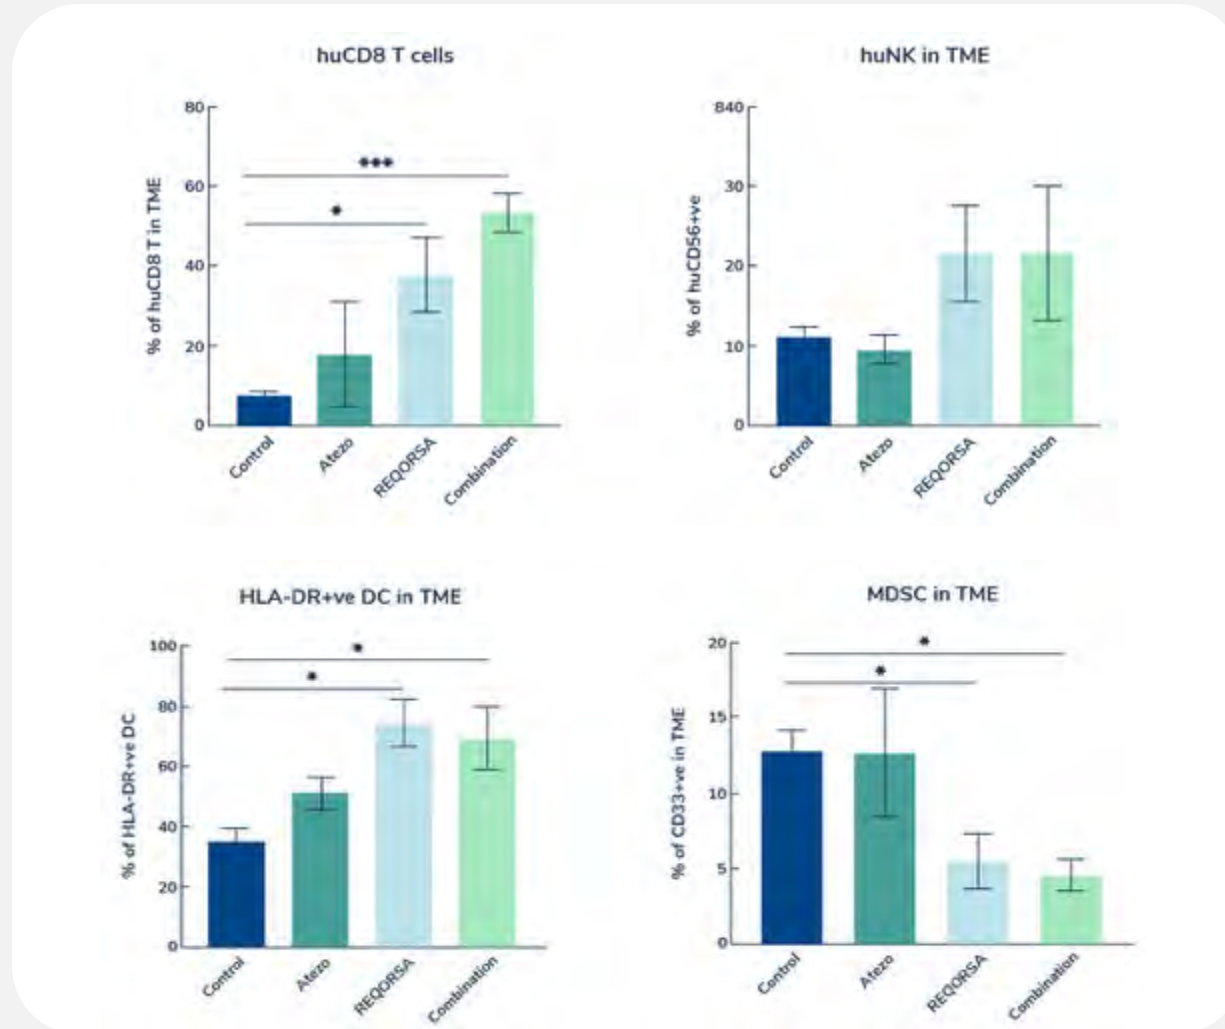 huCD8 T cells
% of huCD8 T in TME
80
60
40
20
0
***
*
Control
Atezo
REQORSA
Combination
huNK in TME
% of huCD56+ve
840
30
20
10
0
Control
Atezo
REQORSA
Combination
HLA-DR+ve DC in TME
% of HLA-DR+ve DC
100
80
60
40
20
0
*
*
Control
Atezo
REQORSA
Combination
MDSC in TME
% of CD33+ve in TME
20
15
10
5
0
*
*
Control
Atezo
REQORSA
Combination